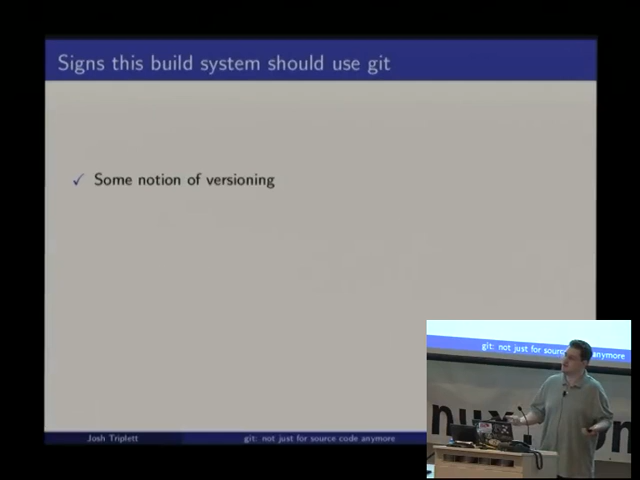 Signs this build system should use git
✓ Some notion of versioning
Josh Triplett
git: not just for source code anymore
git: not just for source anymore
nux